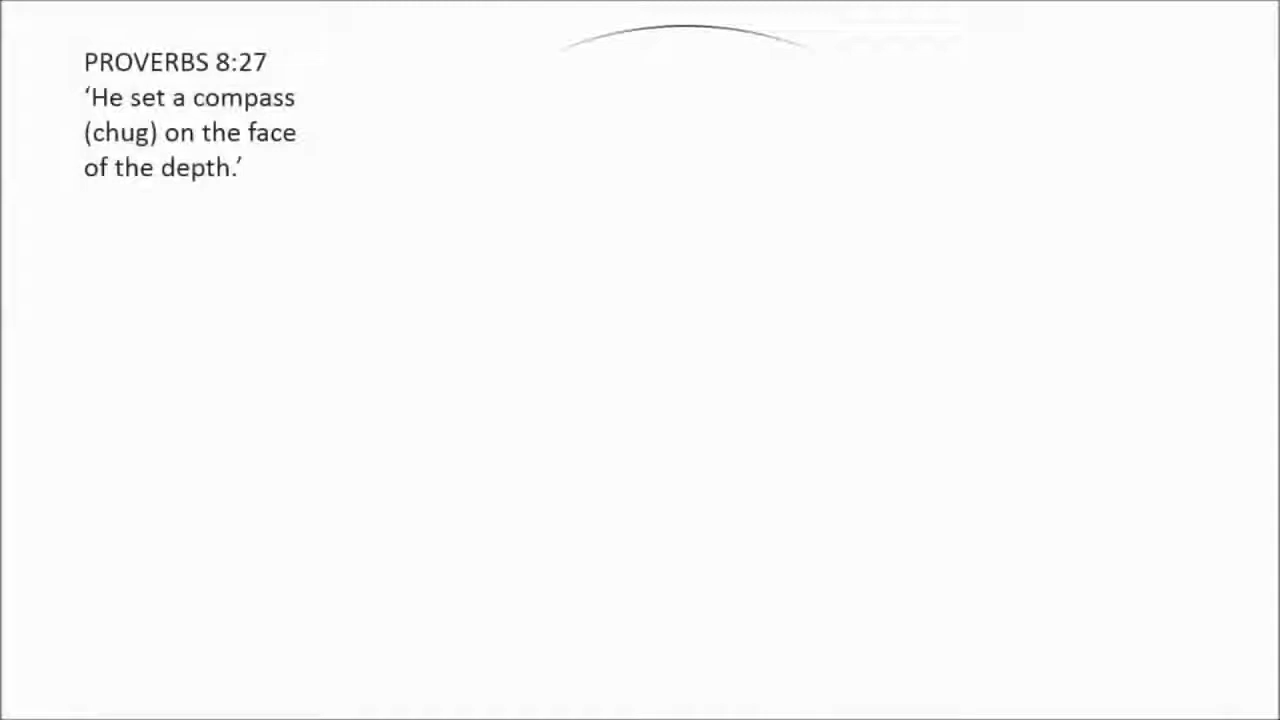 PROVERBS 8:27
‘He set a compass
(chug) on the face
of the depth.’